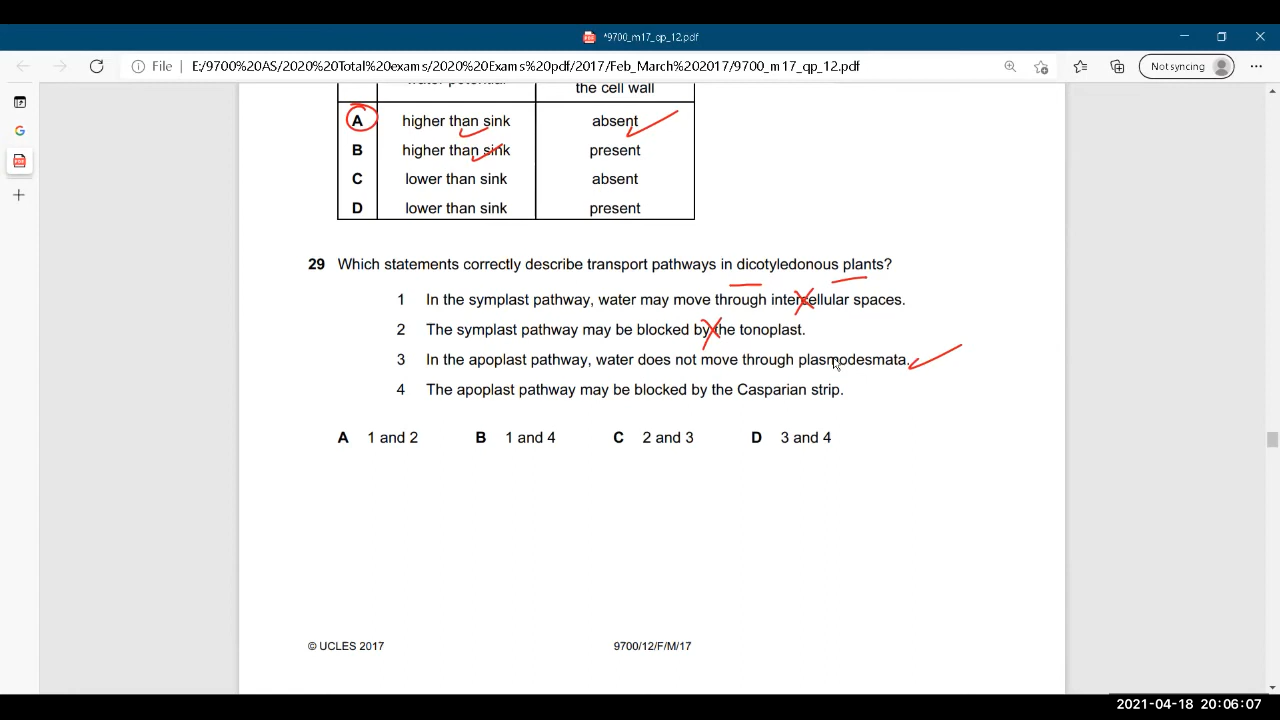 *9700_m17_qp_12.pdf
File | E:/9700%20AS/2020%20Total%20exams/2020%20Exams%20pdf/2017/Feb_March%202017/9700_m17_qp_12.pdf
Not syncing
the cell wall
A higher than sink absent
B higher than sink present
C lower than sink absent
D lower than sink present
29 Which statements correctly describe transport pathways in dicotyledonous plants?
1 In the symplast pathway, water may move through intercellular spaces.
2 The symplast pathway may be blocked by the tonoplast.
3 In the apoplast pathway, water does not move through plasmodesmata.
4 The apoplast pathway may be blocked by the Casparian strip.
A 1 and 2 B 1 and 4 C 2 and 3 D 3 and 4
© UCLES 2017 9700/12/F/M/17
2021-04-18 20:06:07